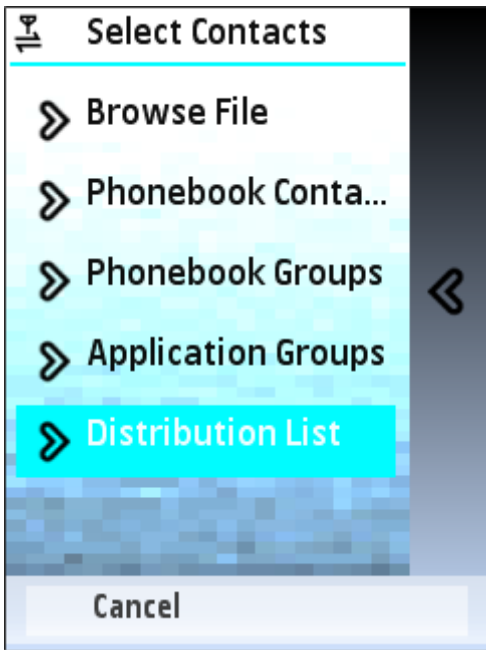 Select Contacts
Browse File
Phonebook Conta...
Phonebook Groups
Application Groups
Distribution List
Cancel